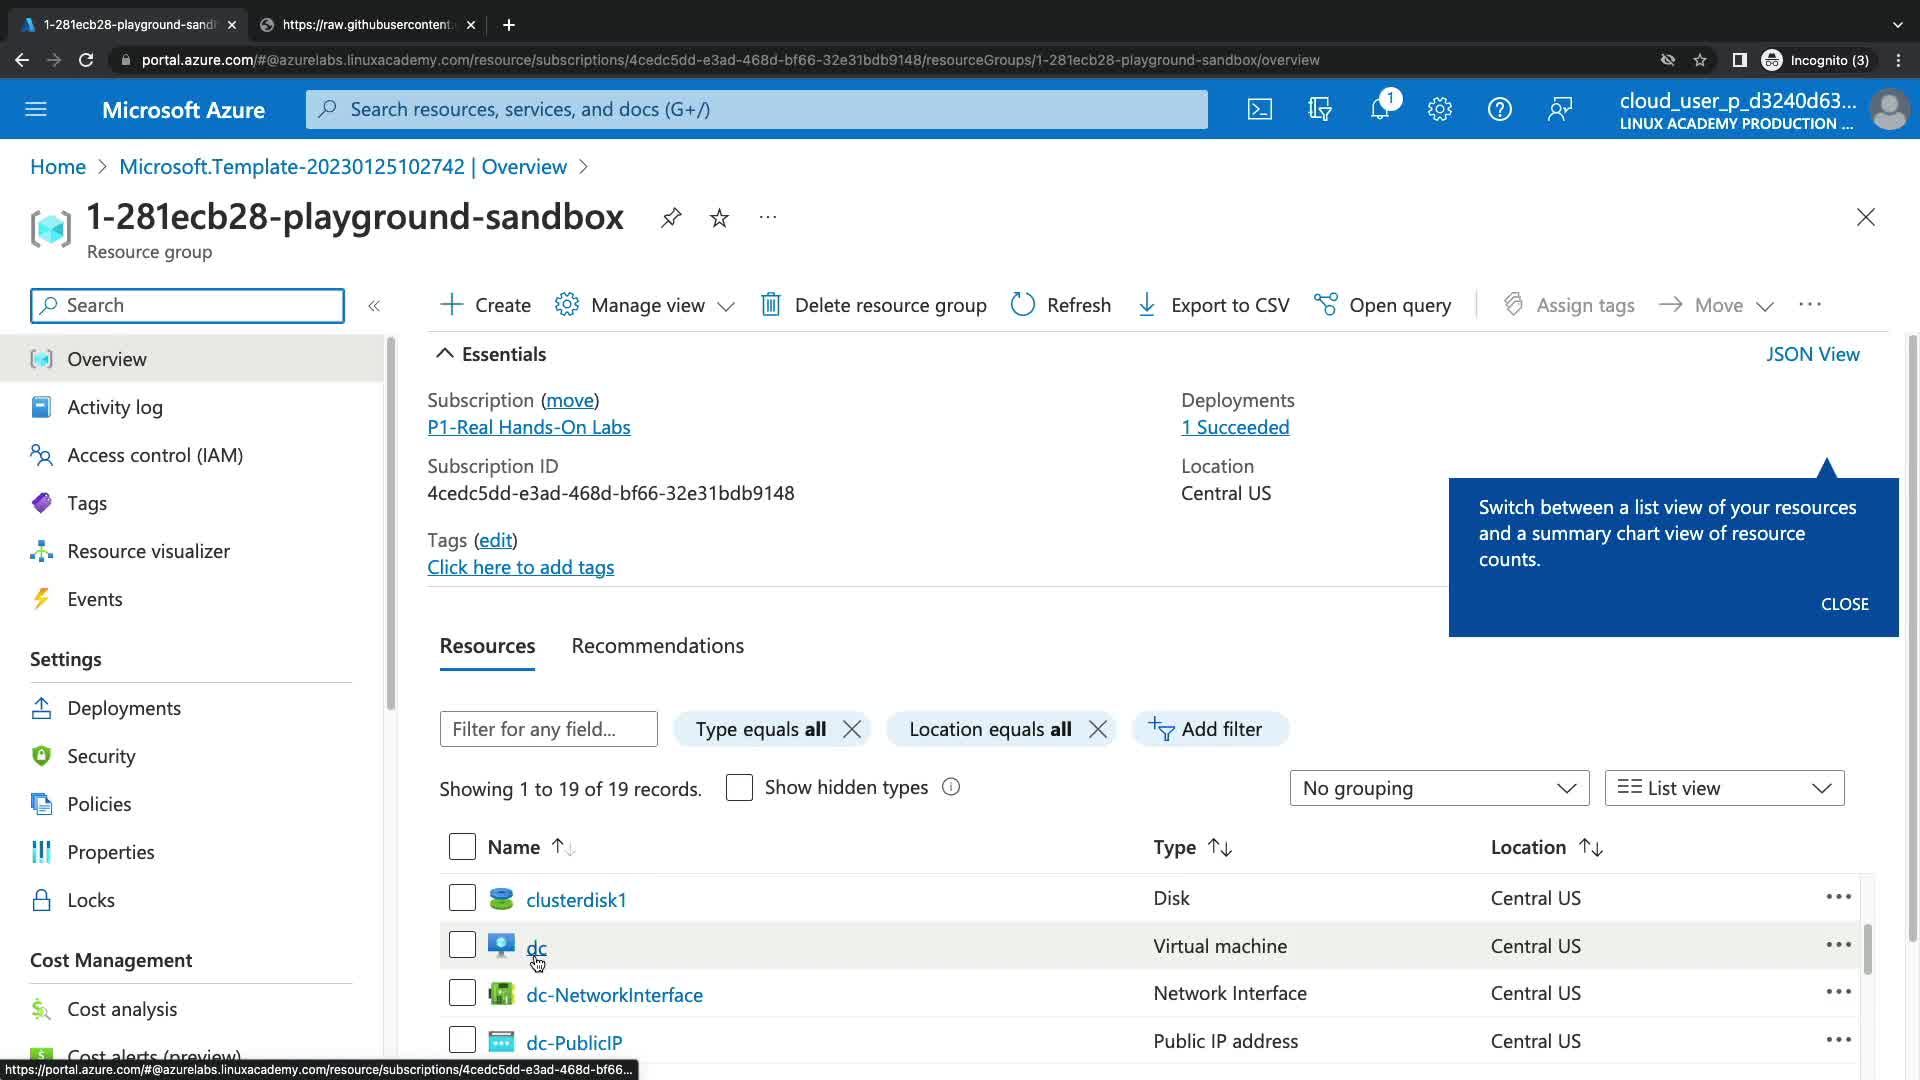 1-281ecb28-playground-sand
https://raw.githubusercontent.
portal.azure.com/#@azurelabs.linuxacademy.com/resource/subscriptions/4cedc5dd-e3ad-468d-bf66-32e31bdb9148/resourceGroups/1-281ecb28-playground-sandbox/overview
Incognito (3)
Microsoft Azure
Search resources, services, and docs (G+/)
1
cloud_user_p_d3240d63...
LINUX ACADEMY PRODUCTION ...
Home > Microsoft.Template-20230125102742 | Overview >
1-281ecb28-playground-sandbox
Resource group
Search
Create
Manage view
Delete resource group
Refresh
Export to CSV
Open query
Assign tags
Move
Overview
Activity log
Access control (IAM)
Tags
Resource visualizer
Events
Settings
Deployments
Security
Policies
Properties
Locks
Cost Management
Cost analysis
Cost alerts (preview)
Essentials
JSON View
Subscription (move)
P1-Real Hands-On Labs
Subscription ID
4cedc5dd-e3ad-468d-bf66-32e31bdb9148
Tags (edit)
Click here to add tags
Deployments
1 Succeeded
Location
Central US
Switch between a list view of your resources
and a summary chart view of resource
counts.
CLOSE
Resources
Recommendations
Filter for any field...
Type equals all
Location equals all
Add filter
Showing 1 to 19 of 19 records.
Show hidden types
No grouping
List view
Name Type Location
clusterdisk1 Disk Central US
dc Virtual machine Central US
dc-NetworkInterface Network Interface Central US
dc-PublicIP Public IP address Central US
https://portal.azure.com/#@azurelabs.linuxacademy.com/resource/subscriptions/4cedc5dd-e3ad-468d-bf66...